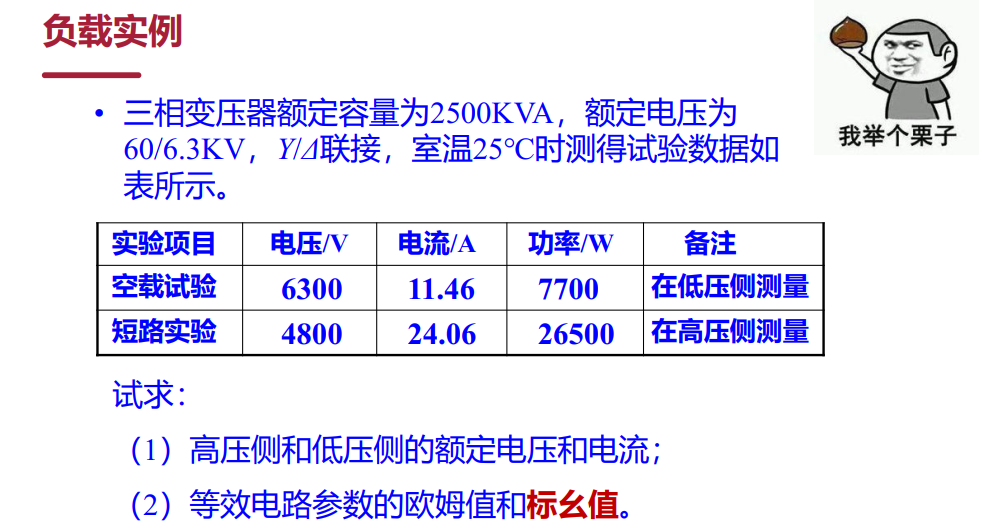 负载实例
我举个栗子
• 三相变压器额定容量为2500KVA，额定电压为
60/6.3KV，Y/Δ联接，室温25℃时测得试验数据如
表所示。
实验项目 电压/V 电流/A 功率/W 备注
空载试验 6300 11.46 7700 在低压侧测量
短路实验 4800 24.06 26500 在高压侧测量
试求：
（1）高压侧和低压侧的额定电压和电流；
（2）等效电路参数的欧姆值和标幺值。